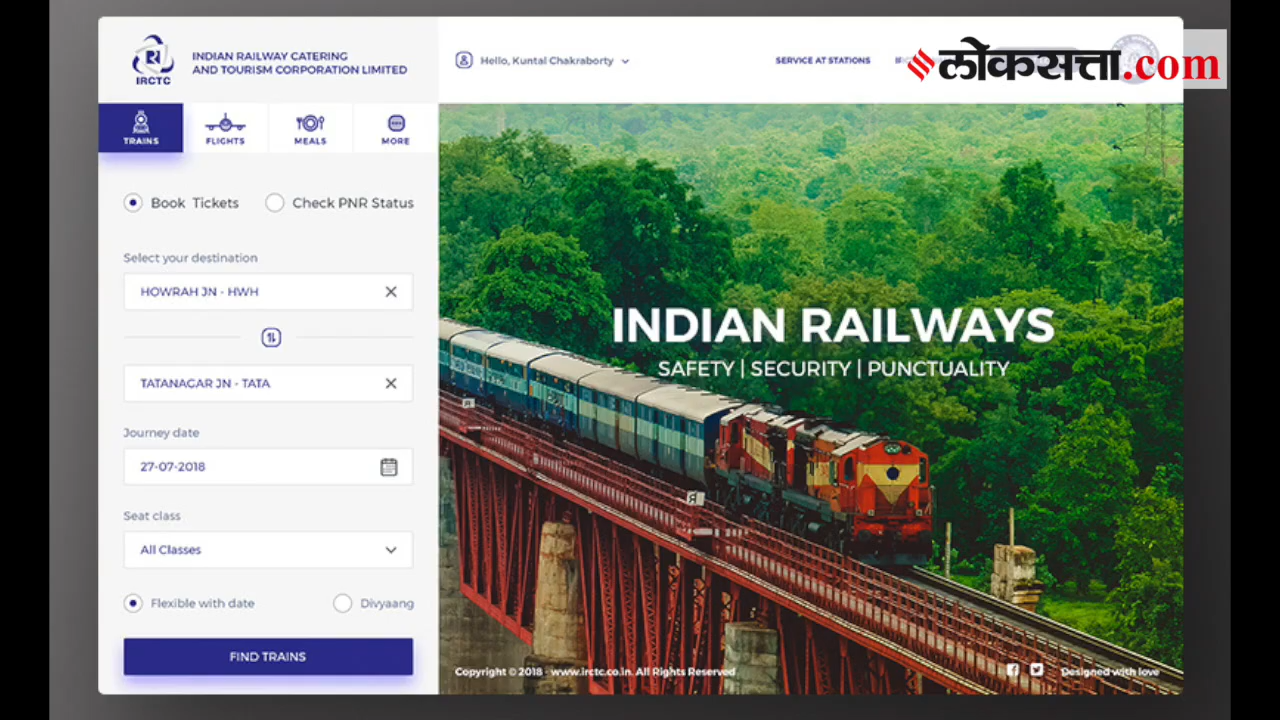 IRCTC
INDIAN RAILWAY CATERING
AND TOURISM CORPORATION LIMITED
Hello, Kuntal Chakraborty
SERVICE AT STATIONS
लोकसत्ता.com
TRAINS
FLIGHTS
MEALS
MORE
Book Tickets
Check PNR Status
Select your destination
HOWRAH JN - HWH
TATANAGAR JN - TATA
Journey date
27-07-2018
Seat class
All Classes
Flexible with date
Divyaang
FIND TRAINS
INDIAN RAILWAYS
SAFETY | SECURITY | PUNCTUALITY
Copyright © 2018 - www.irctc.co.in. All Rights Reserved
Designed with love